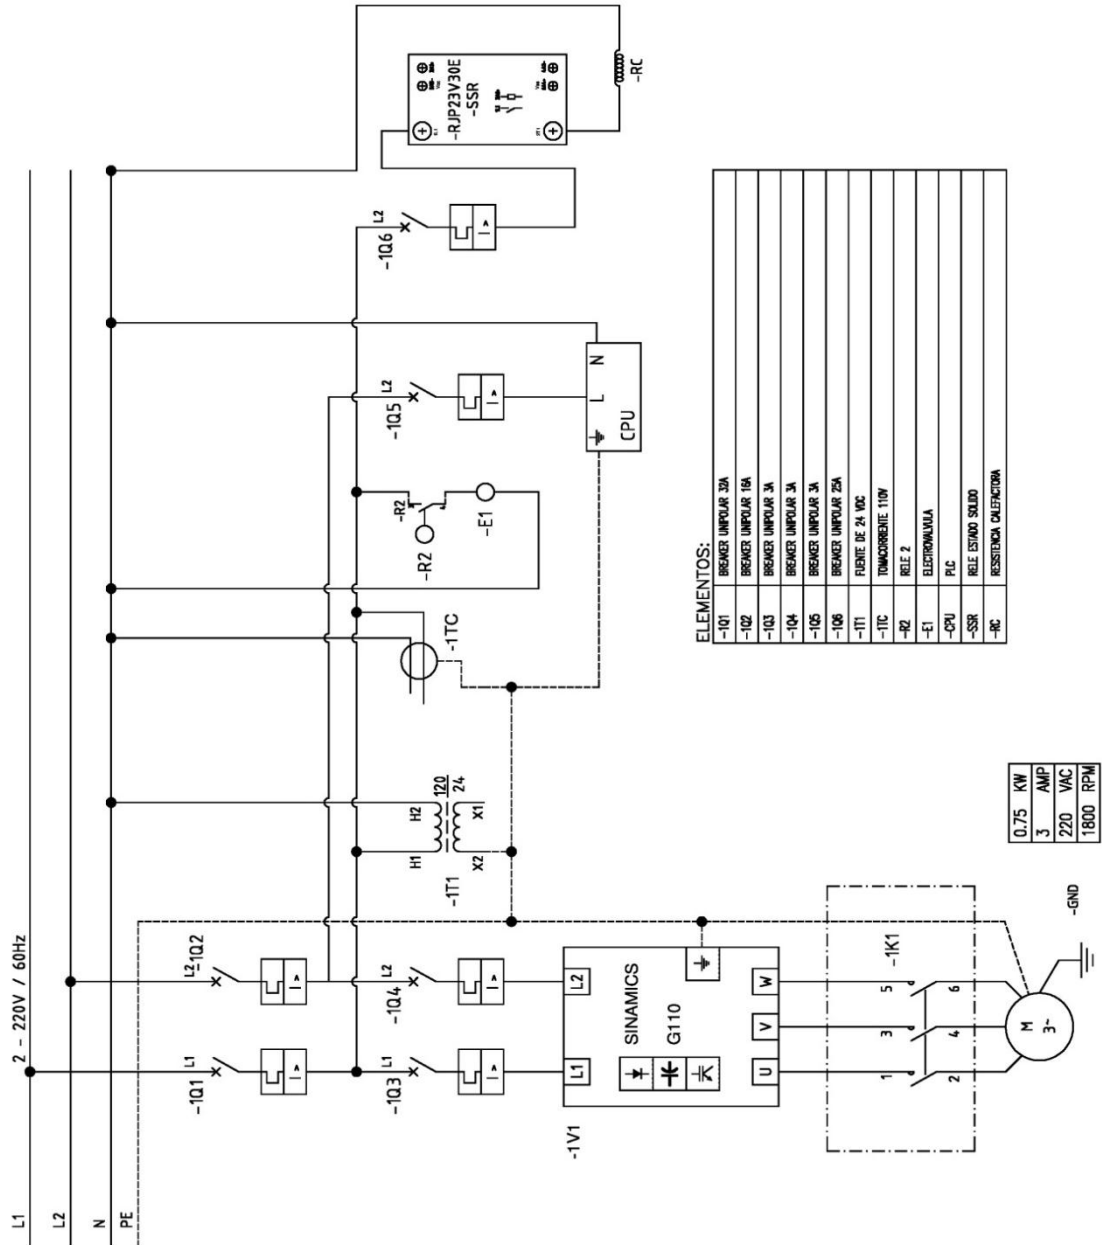 2 - 220V / 60Hz
L1
L2
N
PE
-1Q1
L1
-1Q2
L2
-1Q3
L1
-1Q4
L2
-1V1
L1
L2
SINAMICS
G110
U
V
W
-1K1
1
3
5
2
4
6
M
3~
-GND
0.75 KW
3 AMP
220 VAC
1800 RPM
-1T1
H1
H2
120
24
X2
X1
-1TC
-R2
-R2
-E1
-1Q5
L2
CPU
L
N
-1Q6
L2
-RJP23V30E
-SSR
-RC
ELEMENTOS:
-1Q1 BREAKER UNIPOLAR 32A
-1Q2 BREAKER UNIPOLAR 16A
-1Q3 BREAKER UNIPOLAR 3A
-1Q4 BREAKER UNIPOLAR 3A
-1Q5 BREAKER UNIPOLAR 3A
-1Q6 BREAKER UNIPOLAR 25A
-1T1 FUENTE DE 24 VDC
-1TC TOMACORRIENTE 110V
-R2 RELE 2
-E1 ELECTROVALVULA
-CPU PLC
-SSR RELE ESTADO SOLIDO
-RC RESISTENCIA CALEFACTORA